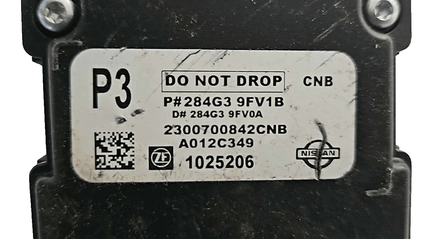 P3
DO NOT DROP CNB
P# 284G3 9FV1B
D# 284G3 9FV0A
2300700842CNB
A012C349
ZF 1025206
NISSAN